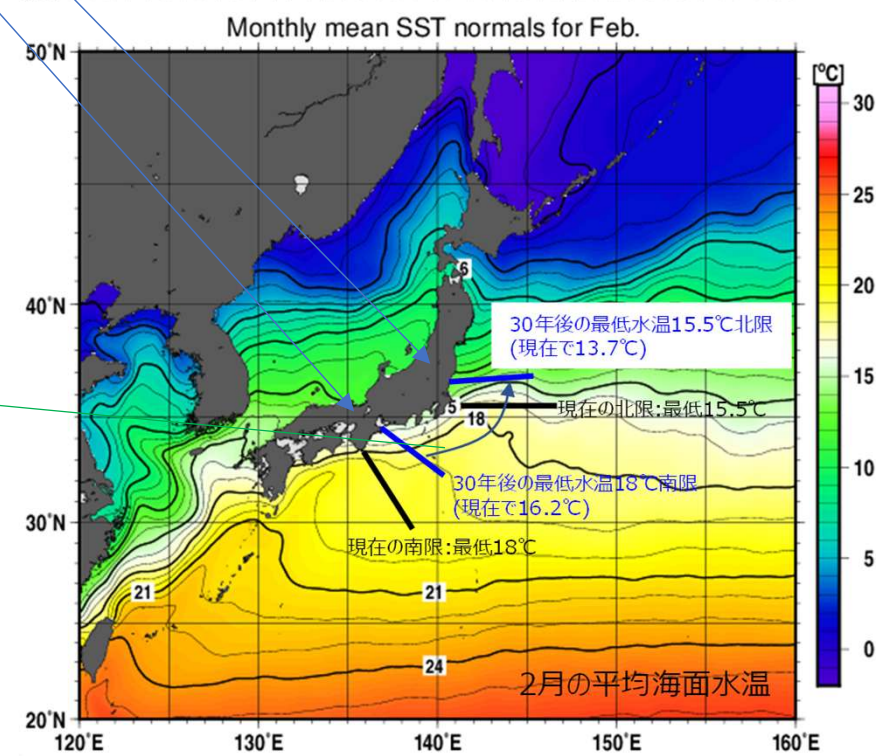 Monthly mean SST normals for Feb.
50°N
[°C]
30
25
6
40°N
20
30年後の最低水温15.5℃北限
(現在で13.7℃)
15
5
現在の北限:最低15.5℃
18
10
30年後の最低水温18℃南限
(現在で16.2℃)
30°N
現在の南限:最低18℃
5
21
21
0
24
2月の平均海面水温
20°N
120°E
130°E
140°E
150°E
160°E